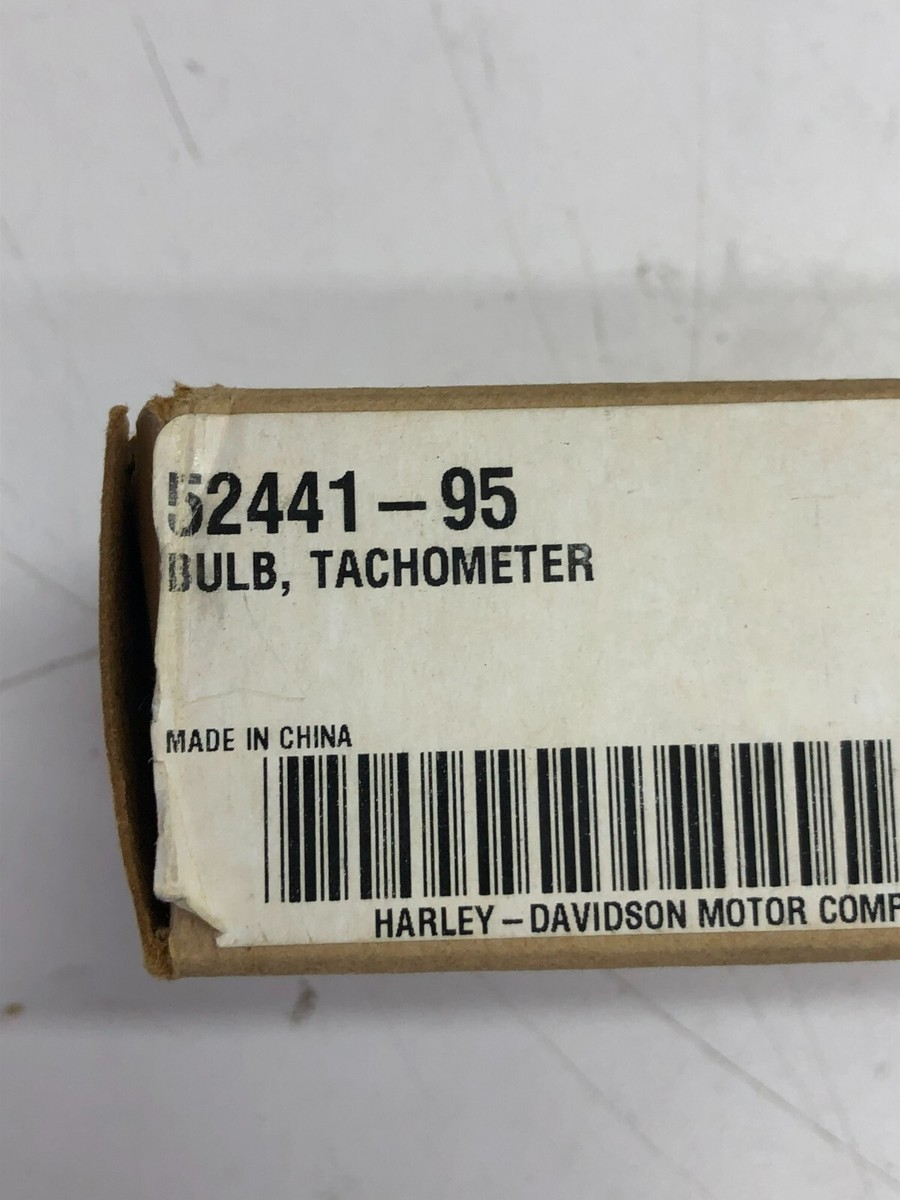 52441-95
BULB, TACHOMETER
MADE IN CHINA
HARLEY-DAVIDSON MOTOR COMP